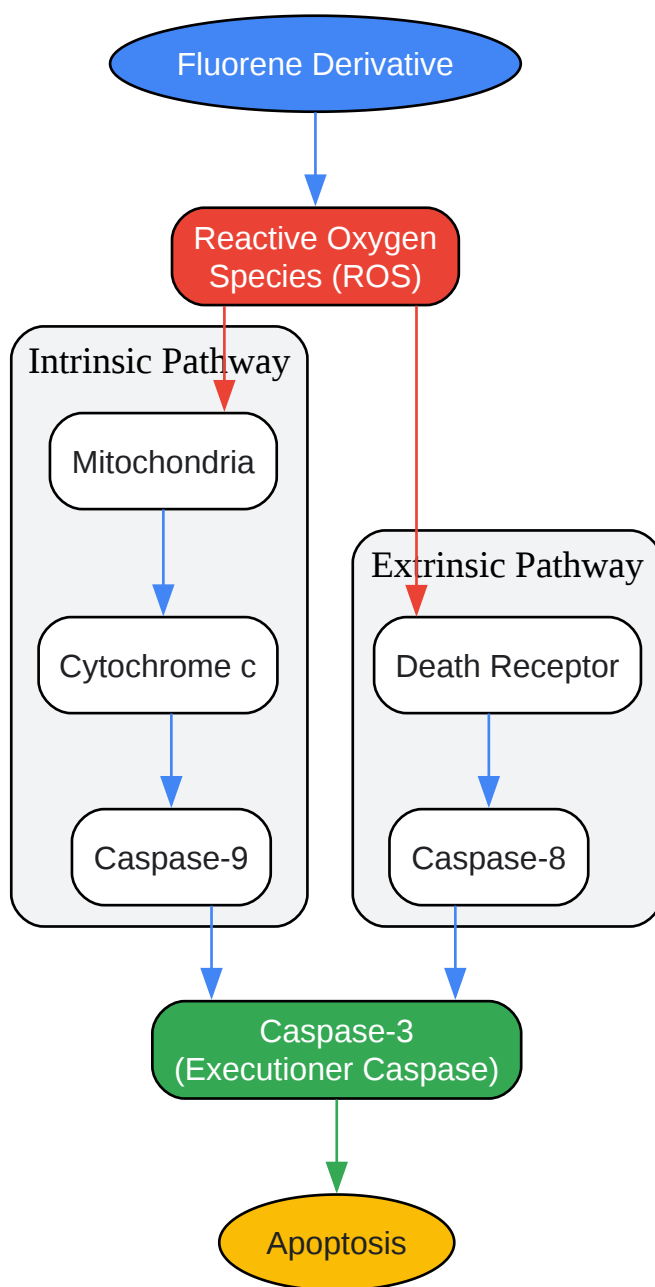 Fluorene Derivative
Reactive Oxygen
Species (ROS)
Intrinsic Pathway
Mitochondria
Cytochrome c
Caspase-9
Extrinsic Pathway
Death Receptor
Caspase-8
Caspase-3
(Executioner Caspase)
Apoptosis